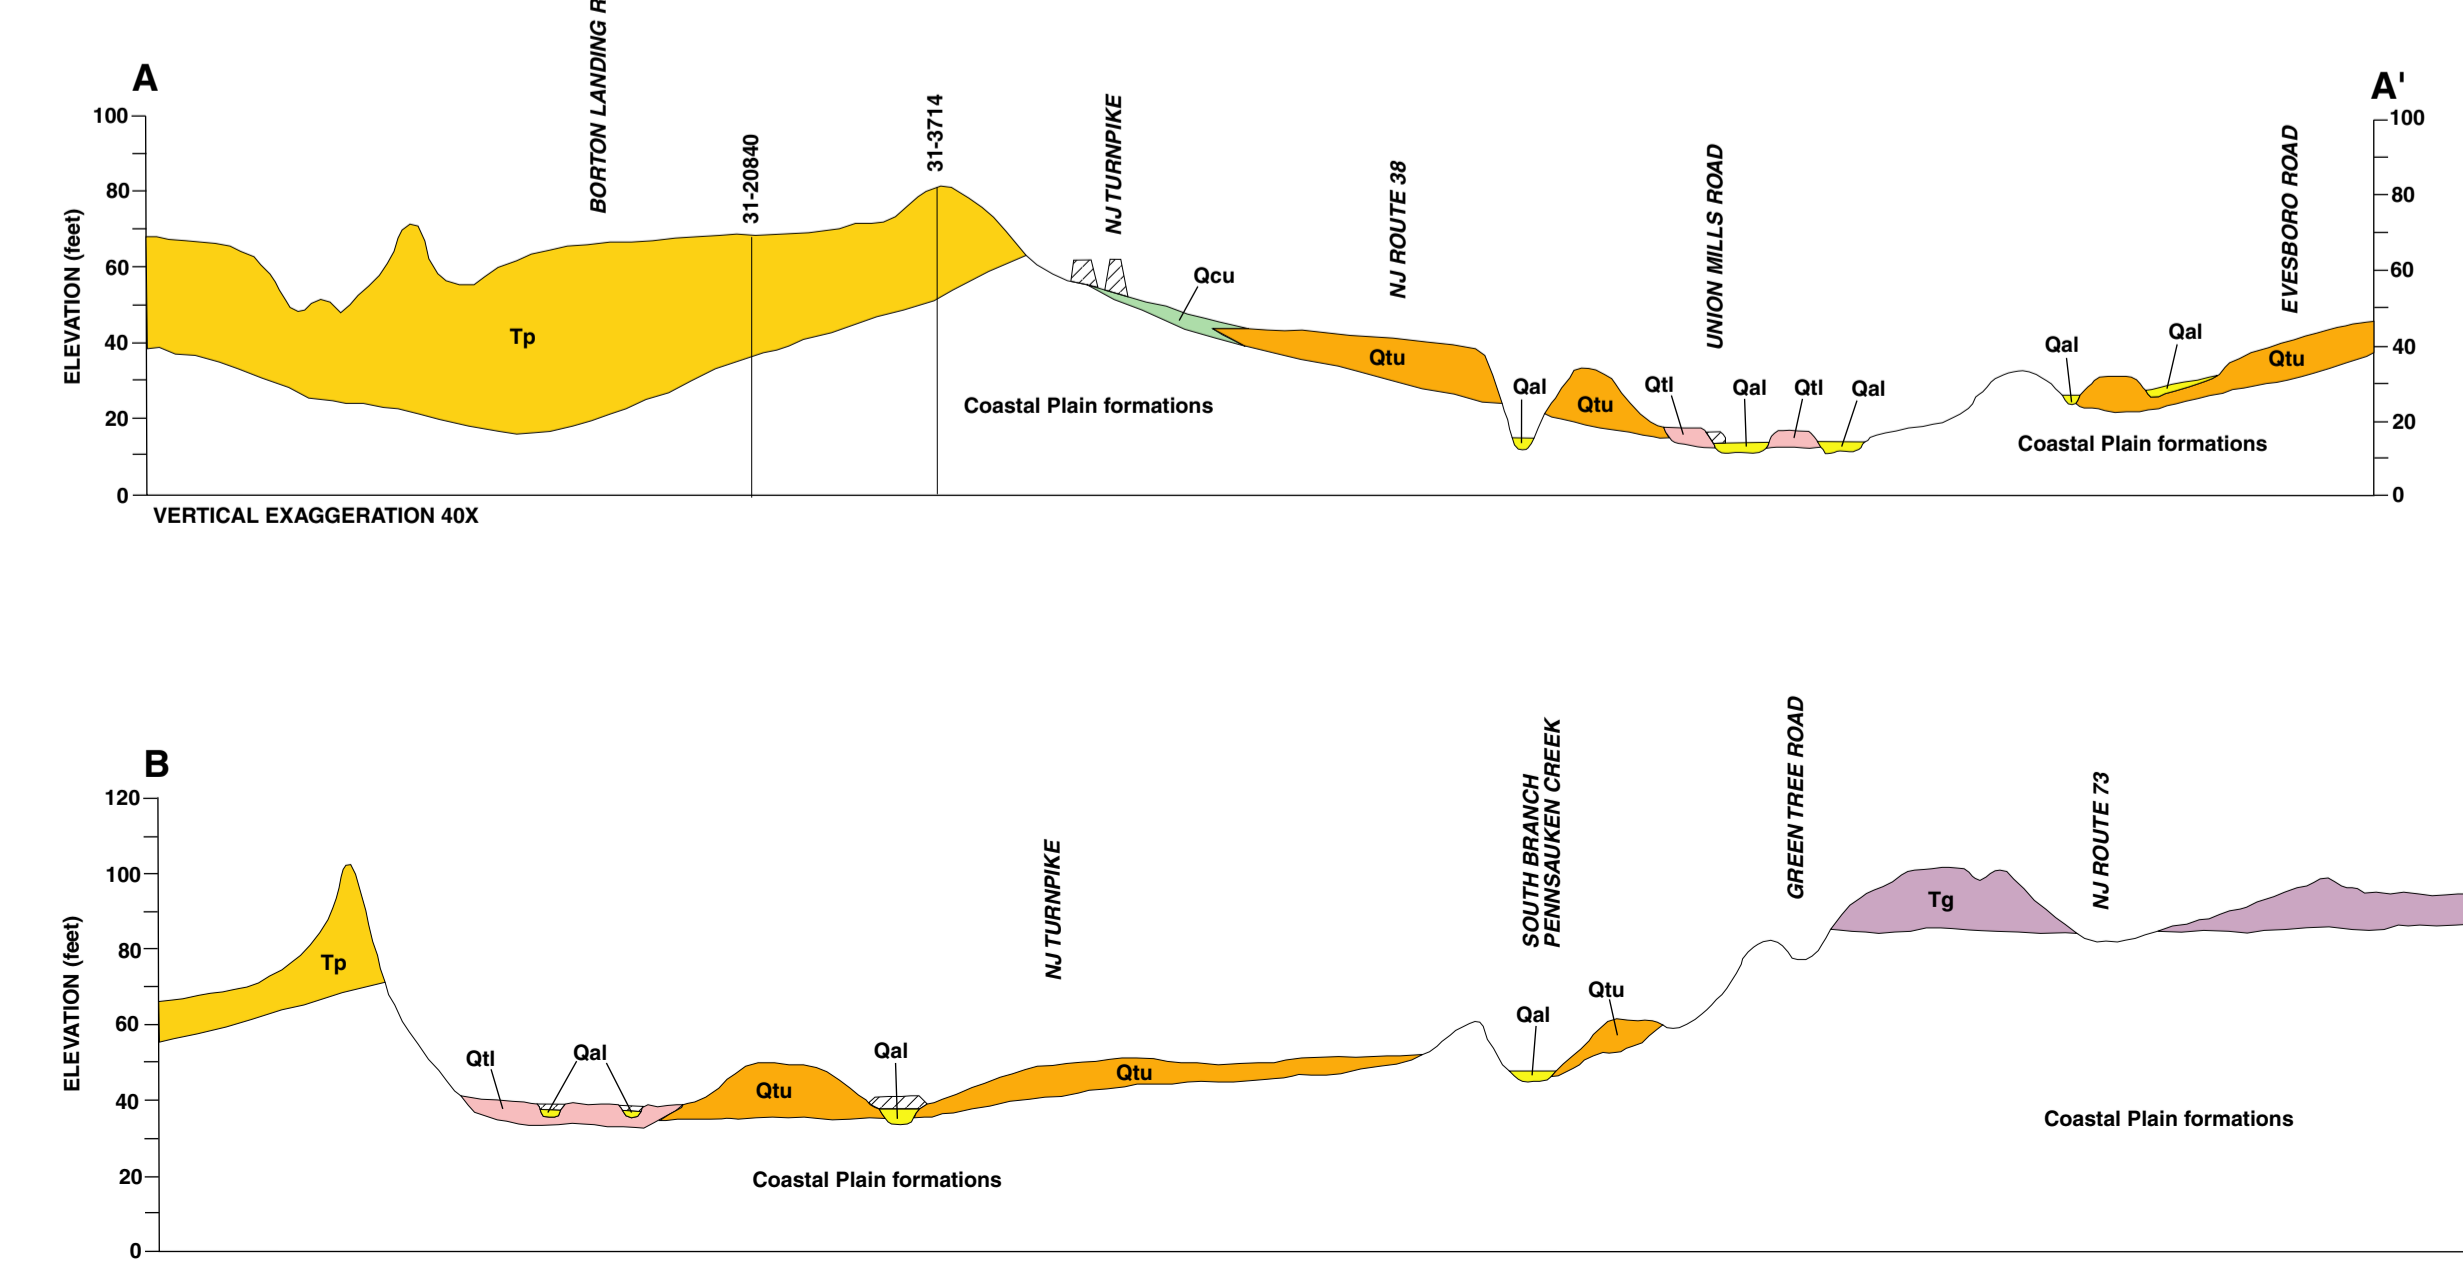 BORTON LANDING R
A
A'
100
80
60
40
20
0
ELEVATION (feet)
31-20840
31-3714
NJ TURNPIKE
NJ ROUTE 38
UNION MILLS ROAD
EVESBORO ROAD
100
80
60
40
20
0
Tp
Qcu
Qtu
Qal
Qtu
Qtl
Qal
Qtl
Qal
Qal
Qal
Qtu
Coastal Plain formations
Coastal Plain formations
VERTICAL EXAGGERATION 40X
B
120
100
80
60
40
20
0
ELEVATION (feet)
NJ TURNPIKE
SOUTH BRANCH
PENNSAUKEN CREEK
GREEN TREE ROAD
NJ ROUTE 73
Tp
Qtl
Qal
Qtu
Qal
Qtu
Qal
Qtu
Tg
Coastal Plain formations
Coastal Plain formations